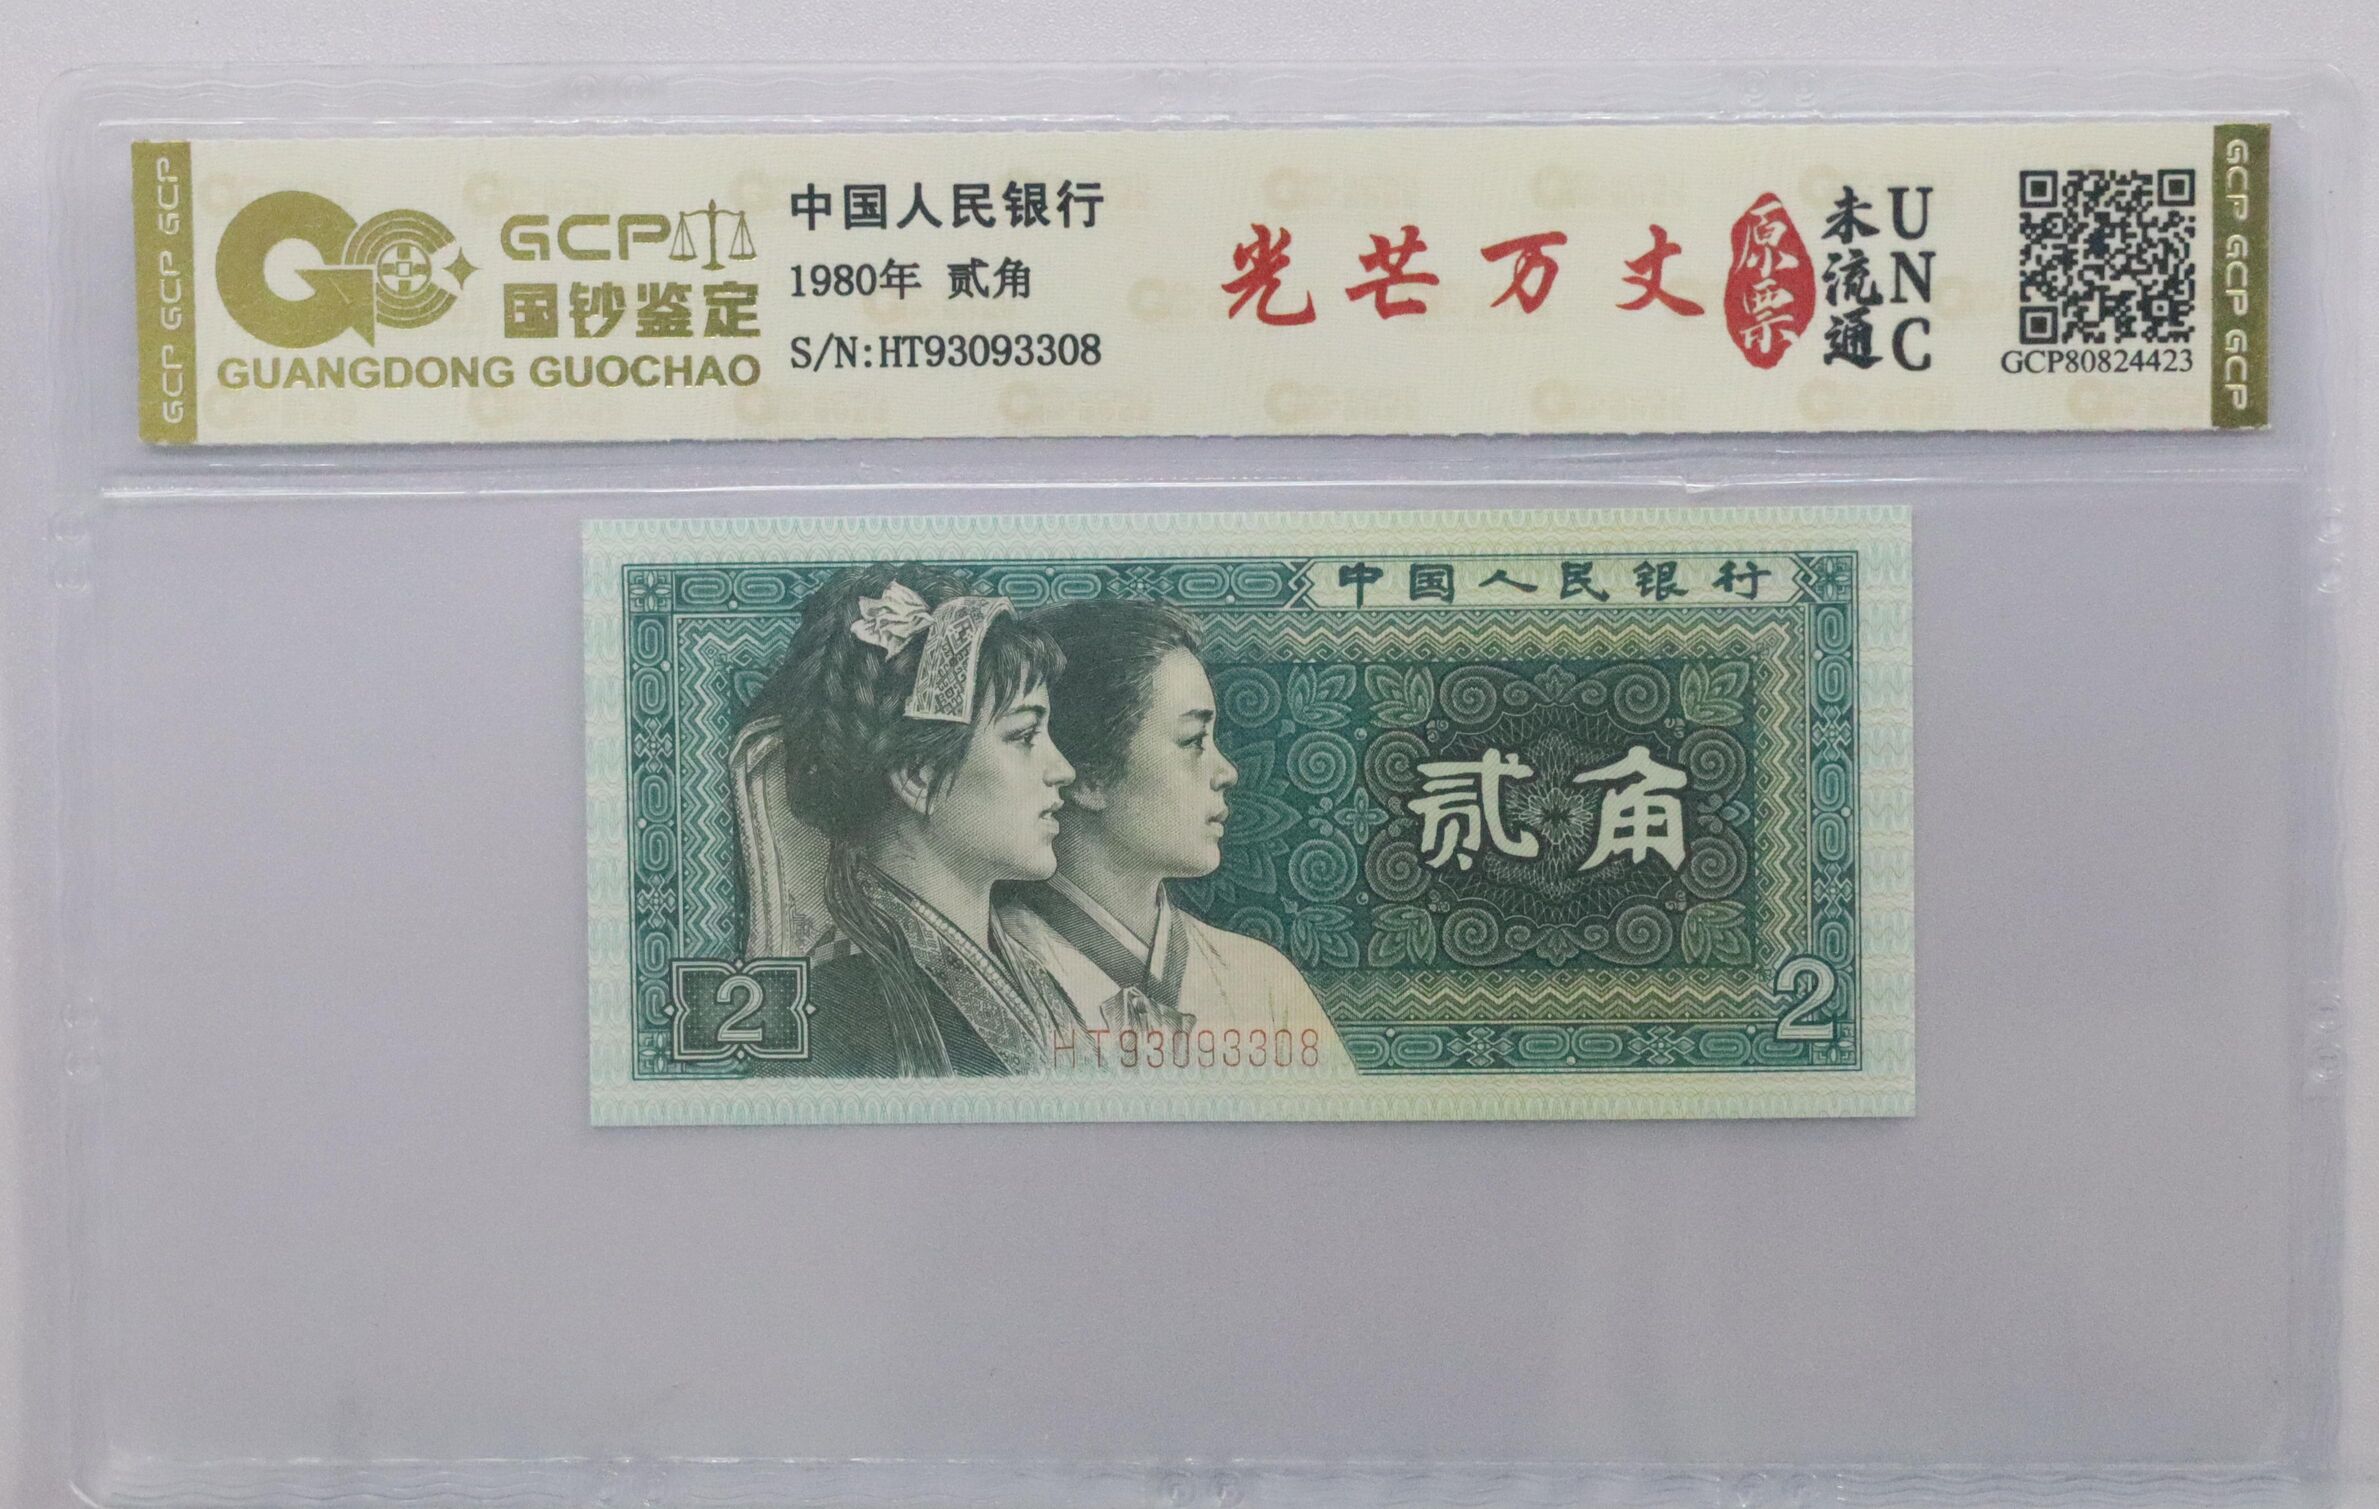 GCP GCP GCP
GCP
国钞鉴定
GUANGDONG GUOCHAO
中国人民银行
1980年 贰角
S/N:HT93093308
光芒万丈
原票
未流通
UNC
GCP80824423
GCP GCP GCP
中国人民银行
贰角
2
2
HT93093308